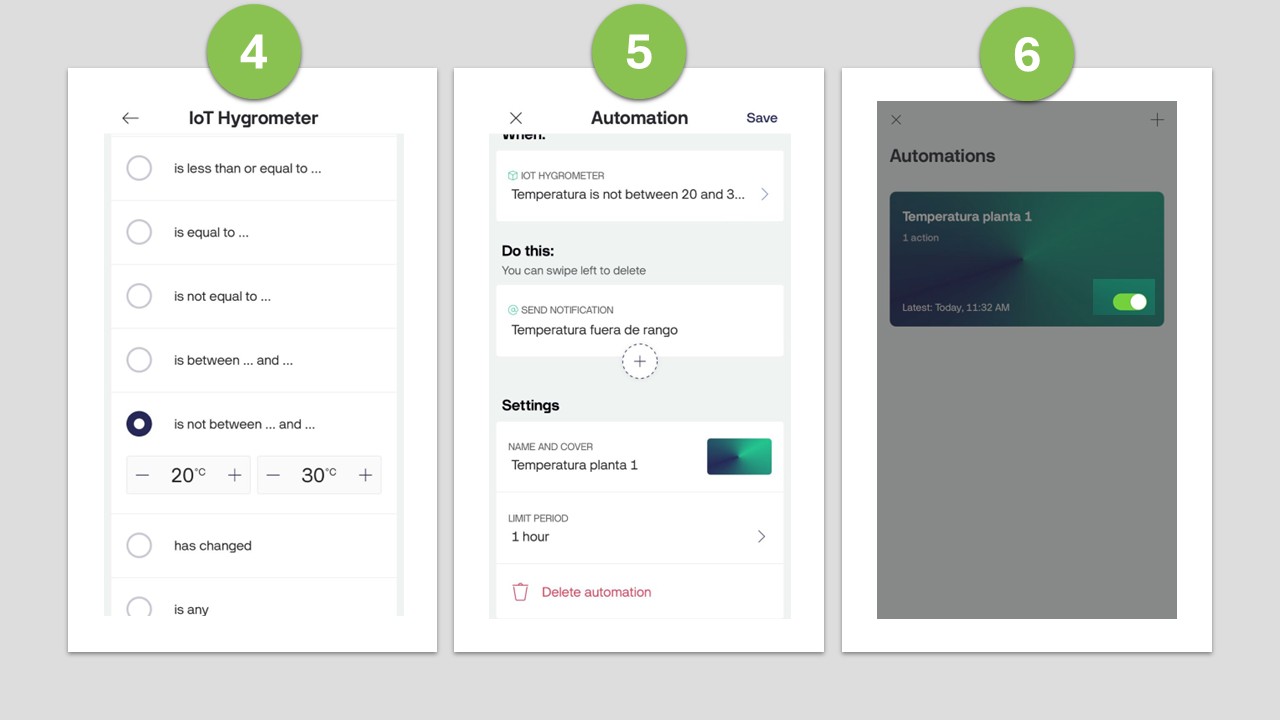 4
IoT Hygrometer
is less than or equal to ...
is equal to ...
is not equal to ...
is between ... and ...
is not between ... and ...
20°C
30°C
has changed
is any
5
Automation
Save
When:
IOT HYGROMETER
Temperatura is not between 20 and 3...
Do this:
You can swipe left to delete
SEND NOTIFICATION
Temperatura fuera de rango
Settings
NAME AND COVER
Temperatura planta 1
LIMIT PERIOD
1 hour
Delete automation
6
Automations
Temperatura planta 1
1 action
Latest: Today, 11:32 AM